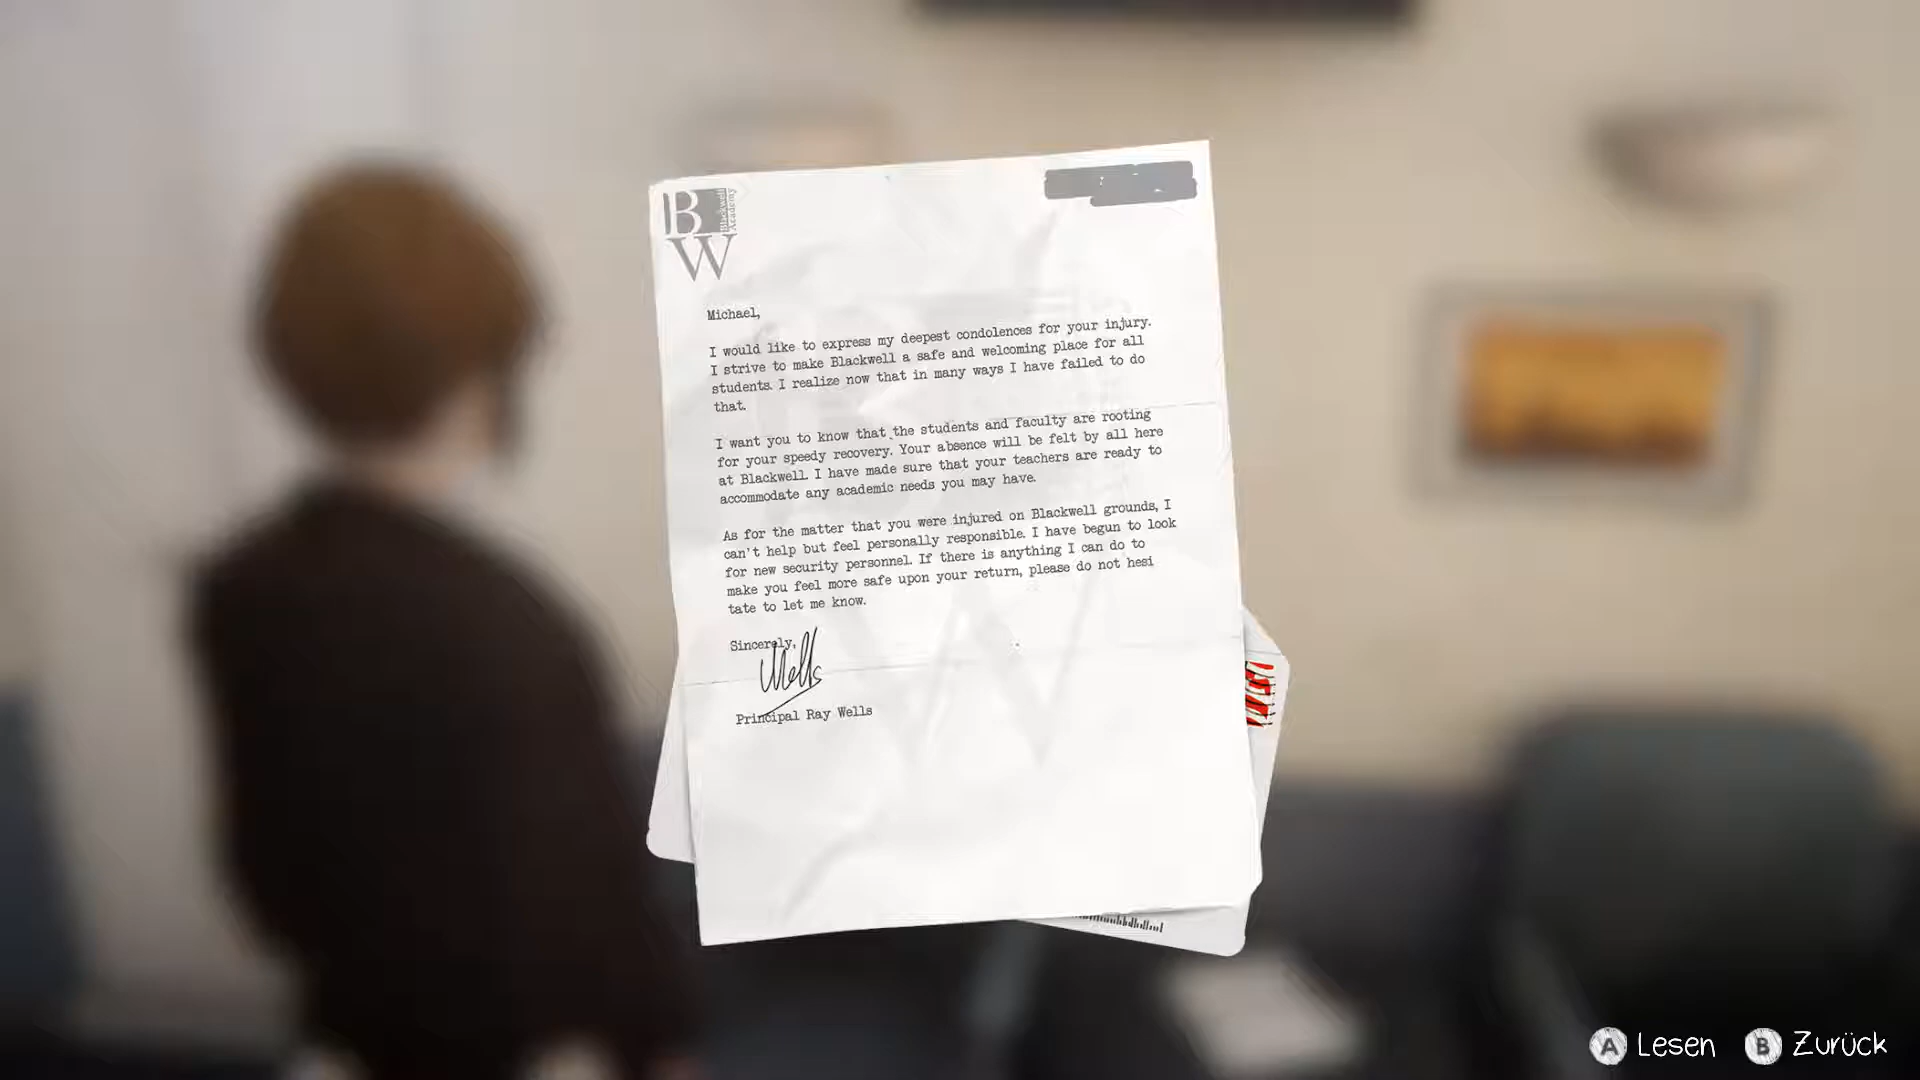 B
Blackwell
Academy
W
Michael,
I would like to express my deepest condolences for your injury.
I strive to make Blackwell a safe and welcoming place for all
students. I realize now that in many ways I have failed to do
that.
I want you to know that the students and faculty are rooting
for your speedy recovery. Your absence will be felt by all here
at Blackwell. I have made sure that your teachers are ready to
accommodate any academic needs you may have.
As for the matter that you were injured on Blackwell grounds, I
can't help but feel personally responsible. I have begun to look
for new security personnel. If there is anything I can do to
make you feel more safe upon your return, please do not hesi
tate to let me know.
Sincerely,
Wells
Principal Ray Wells
A Lesen B Zurück